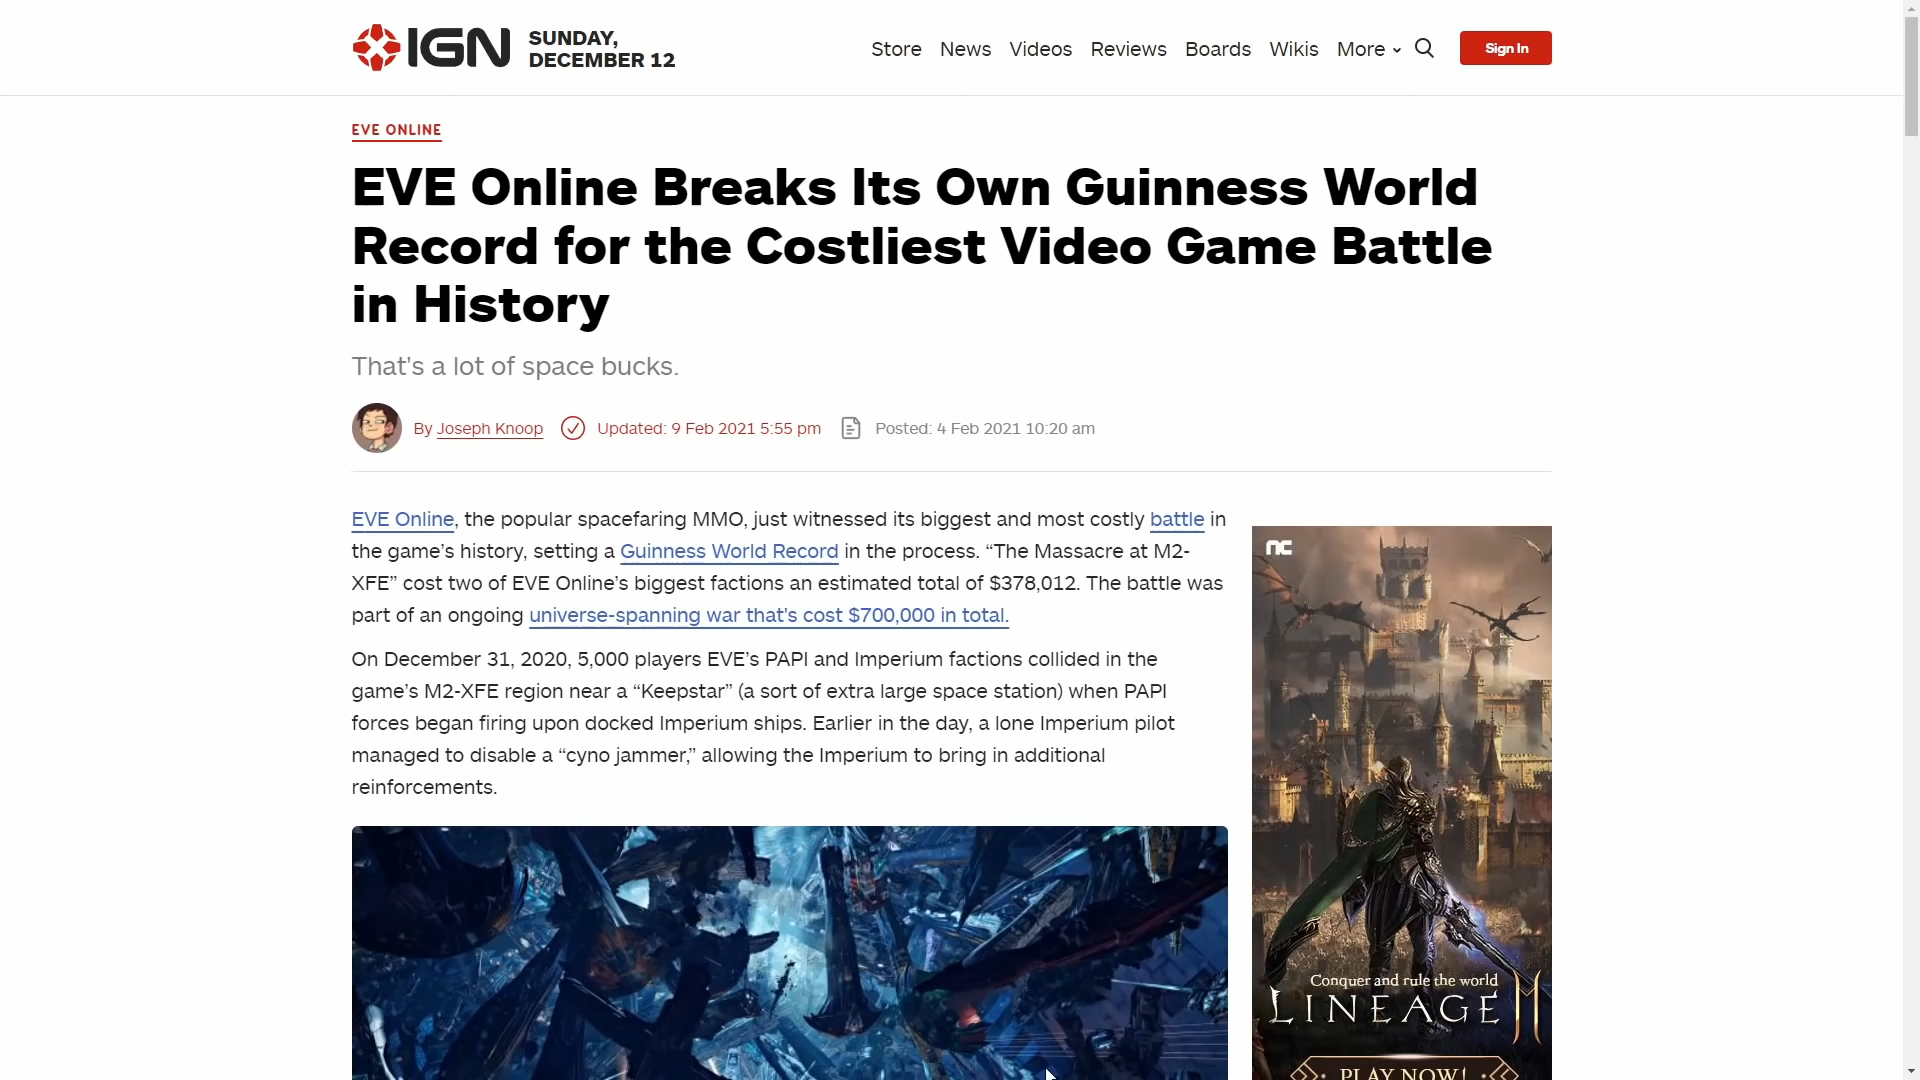 IGN
SUNDAY,
DECEMBER 12
Store News Videos Reviews Boards Wikis More
Sign In
EVE ONLINE
EVE Online Breaks Its Own Guinness World
Record for the Costliest Video Game Battle
in History
That's a lot of space bucks.
By Joseph Knoop Updated: 9 Feb 2021 5:55 pm Posted: 4 Feb 2021 10:20 am
EVE Online, the popular spacefaring MMO, just witnessed its biggest and most costly battle in
the game’s history, setting a Guinness World Record in the process. “The Massacre at M2-
XFE” cost two of EVE Online’s biggest factions an estimated total of $378,012. The battle was
part of an ongoing universe-spanning war that's cost $700,000 in total.
On December 31, 2020, 5,000 players EVE’s PAPI and Imperium factions collided in the
game’s M2-XFE region near a “Keepstar” (a sort of extra large space station) when PAPI
forces began firing upon docked Imperium ships. Earlier in the day, a lone Imperium pilot
managed to disable a “cyno jammer,” allowing the Imperium to bring in additional
reinforcements.
NC
Conquer and rule the world
LINEAGE II
PLAY NOW!